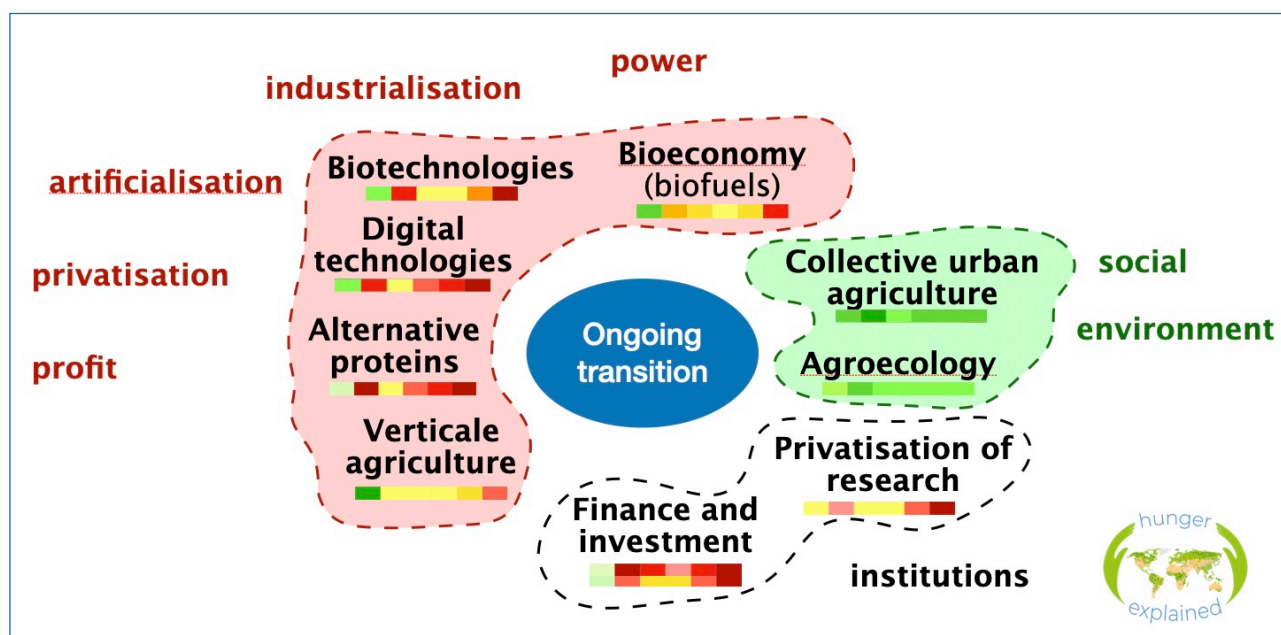 power
industrialisation
artificialisation
privatisation
profit
Biotechnologies
Bioeconomy
(biofuels)
Digital
technologies
Alternative
proteins
Verticale
agriculture
Ongoing
transition
Collective urban
agriculture
Agroecology
social
environment
Privatisation of
research
Finance and
investment
institutions
hunger
explained